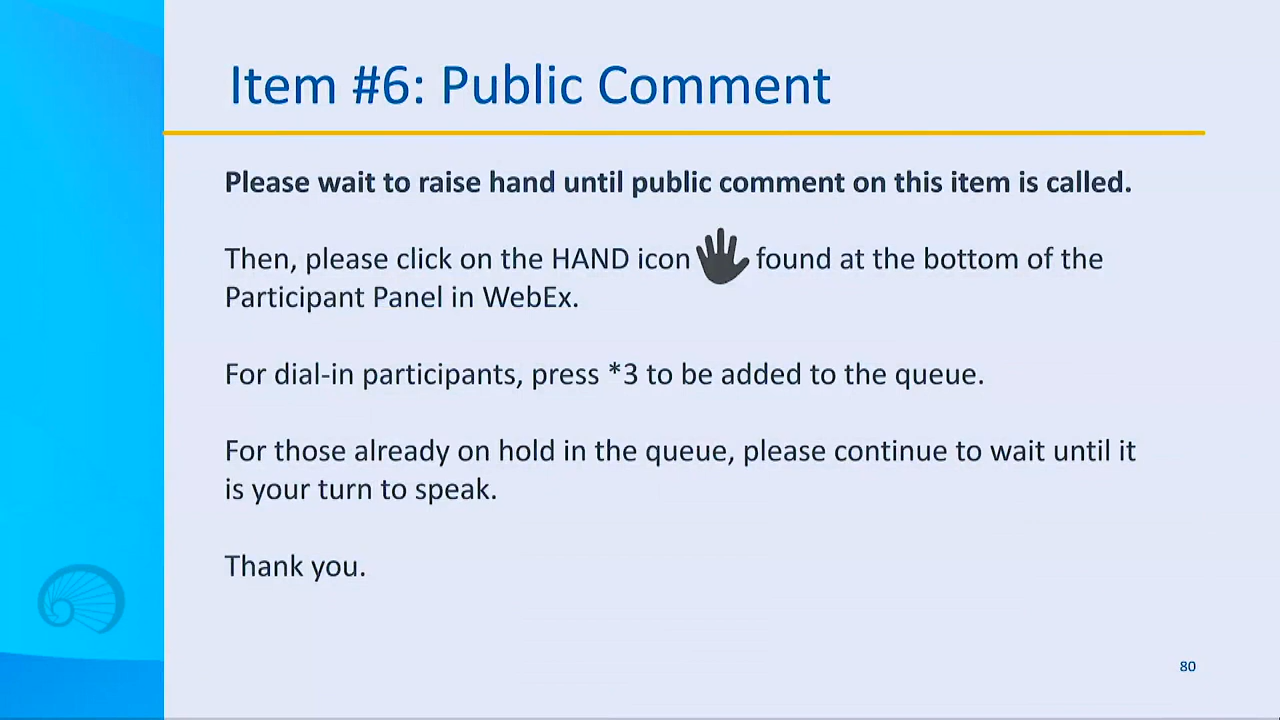 Item #6: Public Comment
Please wait to raise hand until public comment on this item is called.
Then, please click on the HAND icon found at the bottom of the
Participant Panel in WebEx.
For dial-in participants, press *3 to be added to the queue.
For those already on hold in the queue, please continue to wait until it
is your turn to speak.
Thank you.
80